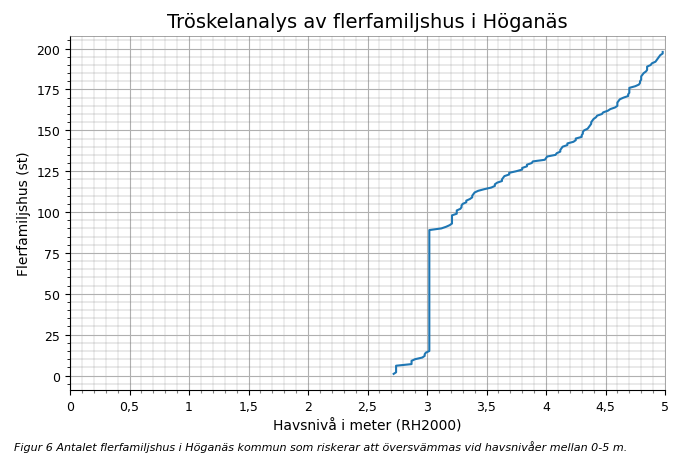 Tröskelanalys av flerfamiljshus i Höganäs
Flerfamiljshus (st)
200
175
150
125
100
75
50
25
0
0 0,5 1 1,5 2 2,5 3 3,5 4 4,5 5
Havsnivå i meter (RH2000)
Figur 6 Antalet flerfamiljshus i Höganäs kommun som riskerar att översvämmas vid havsnivåer mellan 0-5 m.